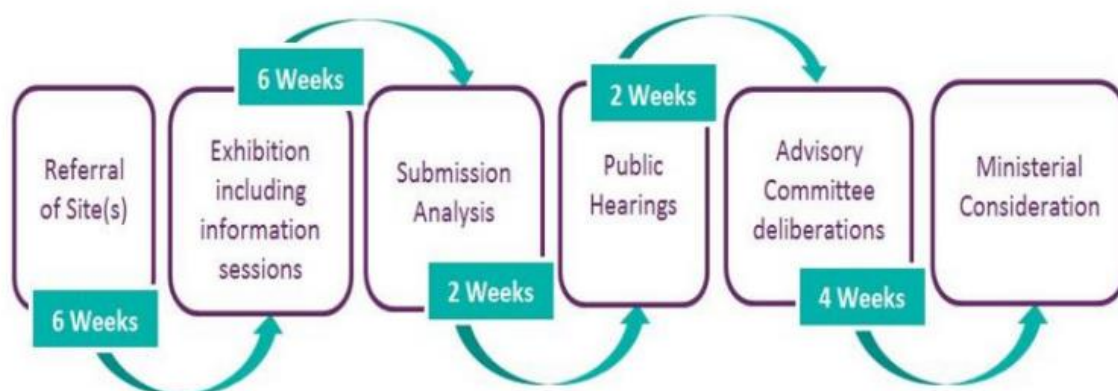 Referral
of Site(s)
6 Weeks
Exhibition
including
information
sessions
6 Weeks
Submission
Analysis
2 Weeks
Public
Hearings
2 Weeks
Advisory
Committee
deliberations
4 Weeks
Ministerial
Consideration